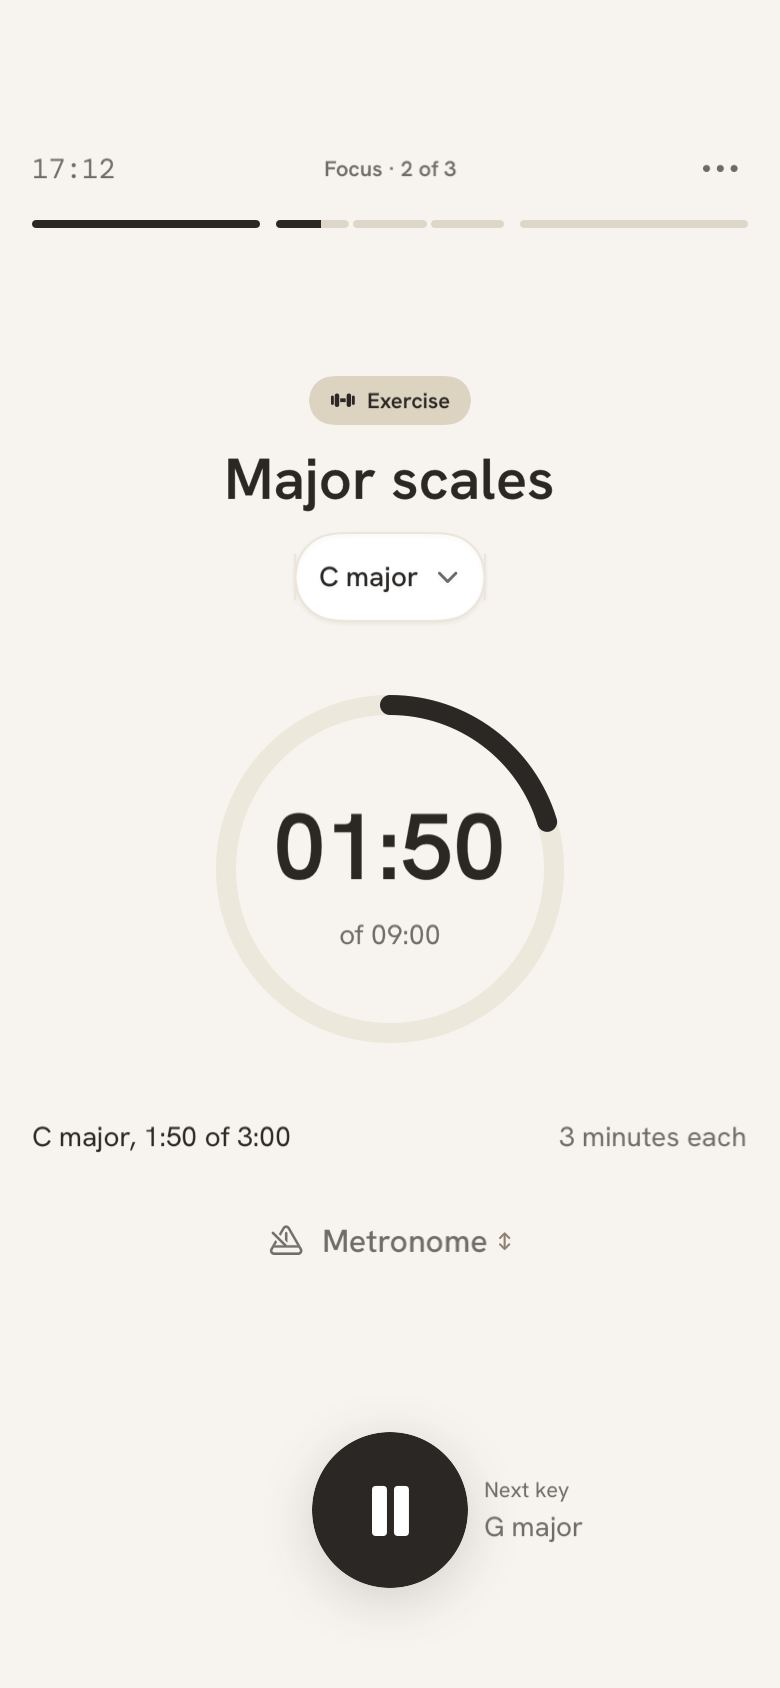 17:12
Focus · 2 of 3
Exercise
Major scales
C major
01:50
of 09:00
C major, 1:50 of 3:00
3 minutes each
Metronome
Next key
G major